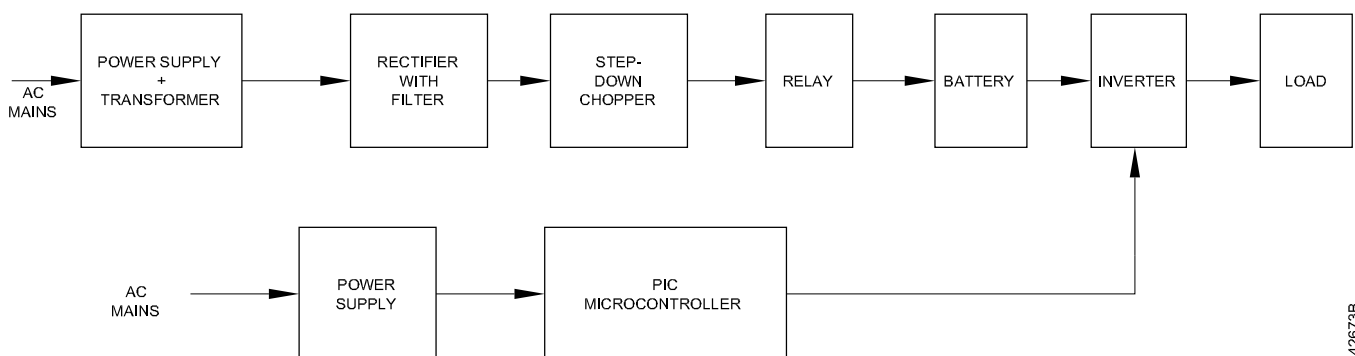 POWER SUPPLY
+
TRANSFORMER
RECTIFIER
WITH
FILTER
STEP-
DOWN
CHOPPER
RELAY
BATTERY
INVERTER
LOAD
AC
MAINS
POWER
SUPPLY
PIC
MICROCONTROLLER
AC
MAINS
42673B